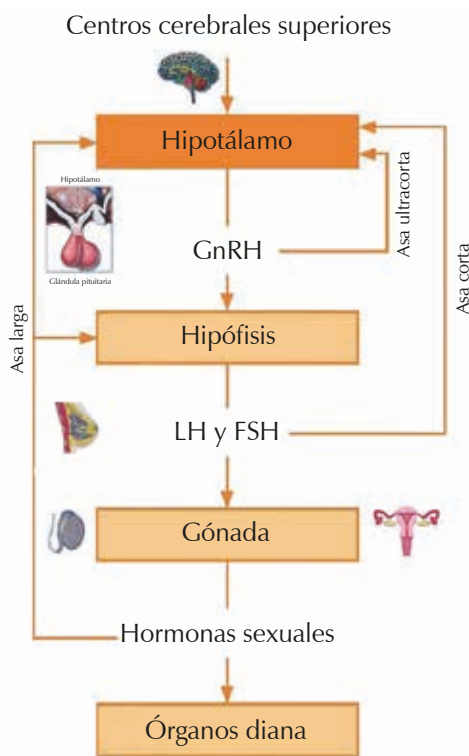 Centros cerebrales superiores
Hipotálamo
Hipotálamo
Glándula pituitaria
GnRH
Asa ultracorta
Asa corta
Asa larga
Hipófisis
LH y FSH
Gónada
Hormonas sexuales
Órganos diana